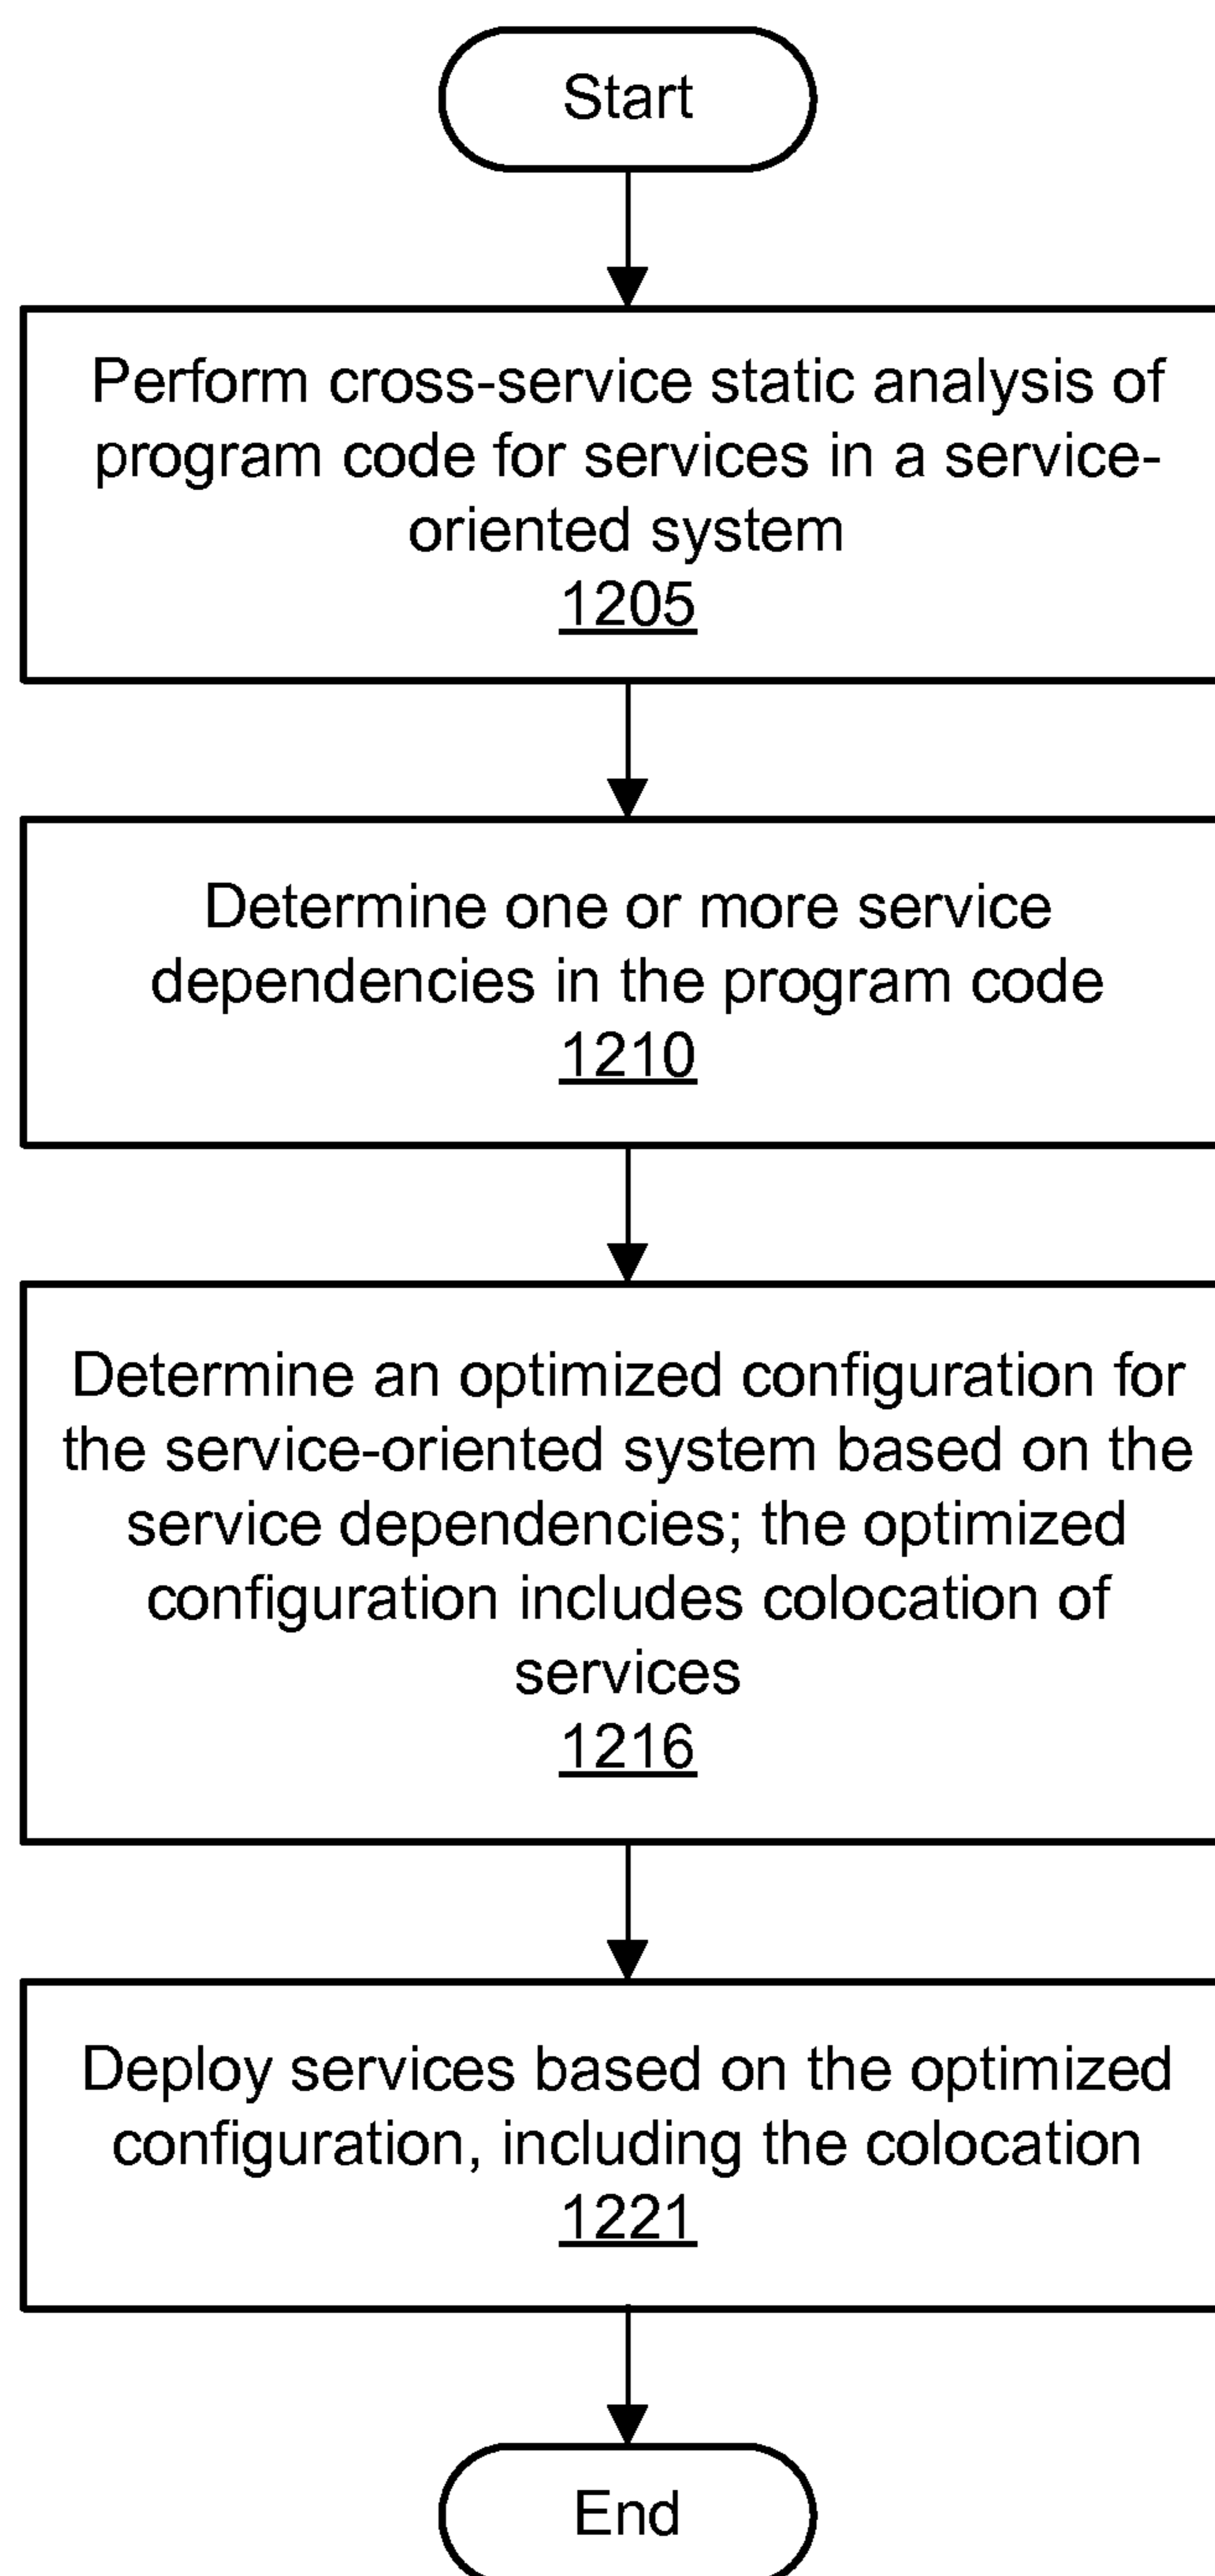 Start
Perform cross-service static analysis of
program code for services in a service-
oriented system
1205
Determine one or more service
dependencies in the program code
1210
Determine an optimized configuration for
the service-oriented system based on the
service dependencies; the optimized
configuration includes colocation of
services
1216
Deploy services based on the optimized
configuration, including the colocation
1221
End